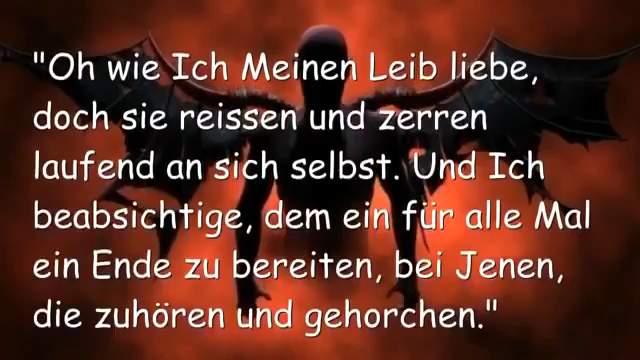 "Oh wie Ich Meinen Leib liebe,
doch sie reissen und zerren
laufend an sich selbst. Und Ich
beabsichtige, dem ein für alle Mal
ein Ende zu bereiten, bei Jenen,
die zuhören und gehorchen."